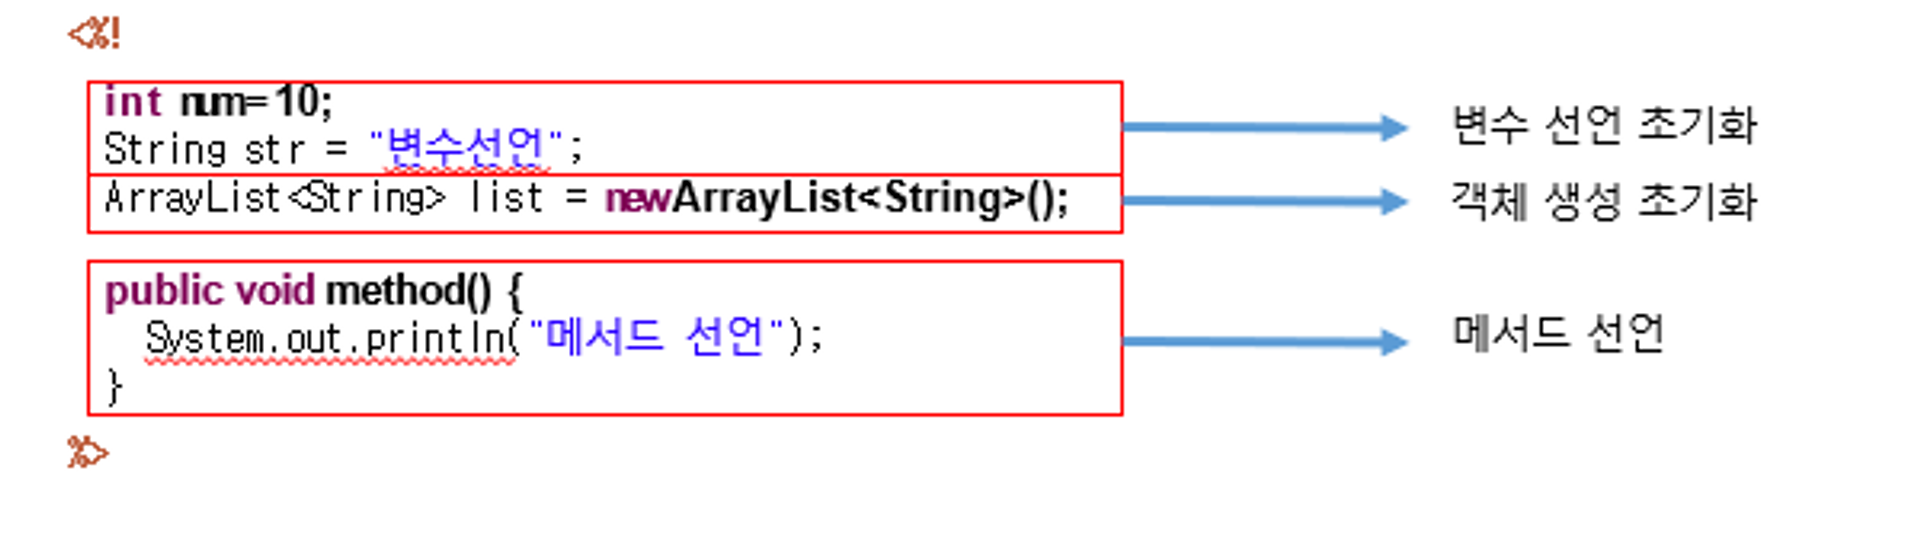 <%!
int num=10;
String str = "변수선언";
변수 선언 초기화
ArrayList<String> list = newArrayList<String>();
객체 생성 초기화
public void method() {
System.out.println("메서드 선언");
}
메서드 선언
%>